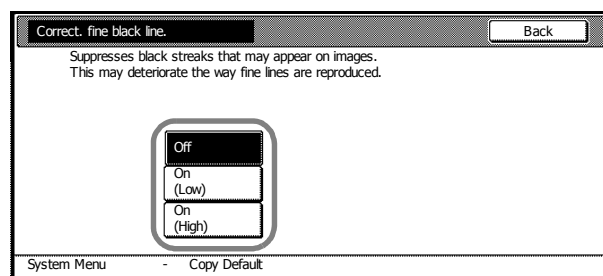 Correct. fine black line.
Back
Suppresses black streaks that may appear on images.
This may deteriorate the way fine lines are reproduced.
Off
On
(Low)
On
(High)
System Menu - Copy Default